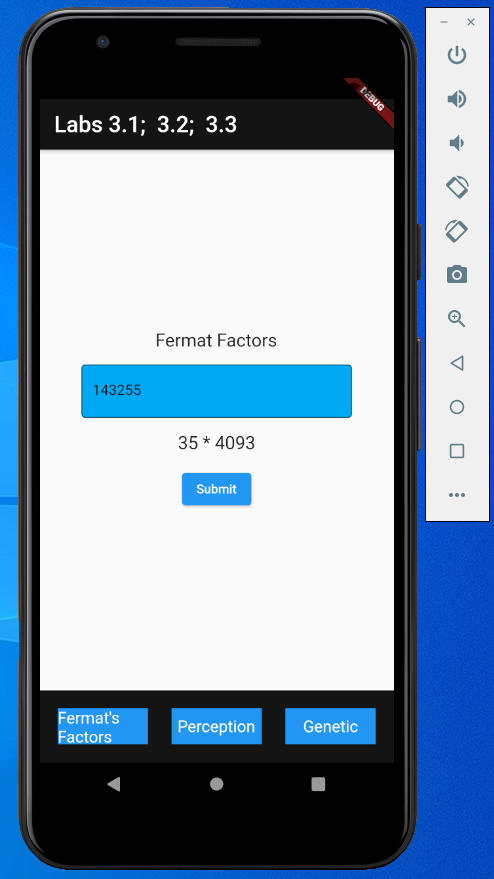 DEBUG
Labs 3.1;  3.2;  3.3
Fermat Factors
143255
35 * 4093
Submit
Fermat's
Factors
Perception
Genetic